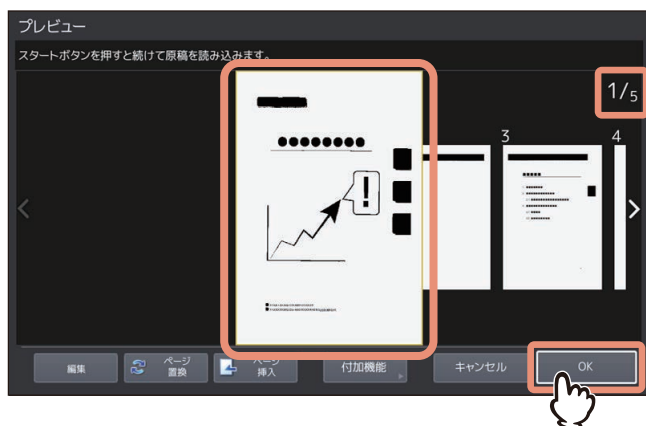 プレビュー
スタートボタンを押すと続けて原稿を読み込みます。
1/5
3
4
!
編集
ページ
置換
ページ
挿入
付加機能
キャンセル
OK